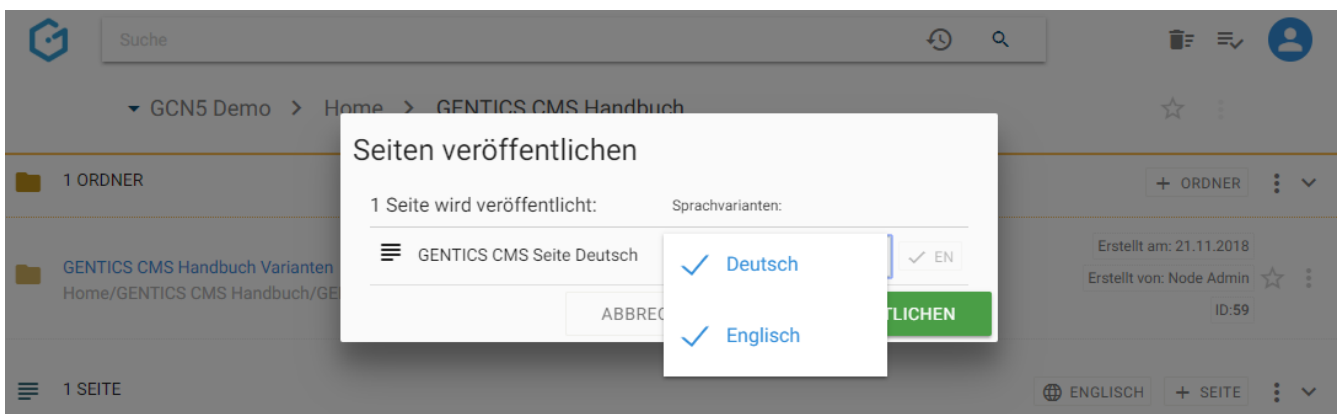 Suche
GCN5 Demo > Home > GENTICS CMS Handbuch
Seiten veröffentlichen
1 ORDNER
+ ORDNER
1 Seite wird veröffentlicht: Sprachvarianten:
GENTICS CMS Seite Deutsch
Deutsch
EN
Englisch
GENTICS CMS Handbuch Varianten
Home/GENTICS CMS Handbuch/GE
Erstellt am: 21.11.2018
Erstellt von: Node Admin
ID:59
ABBREC
TLICHEN
1 SEITE
ENGLISCH
+ SEITE